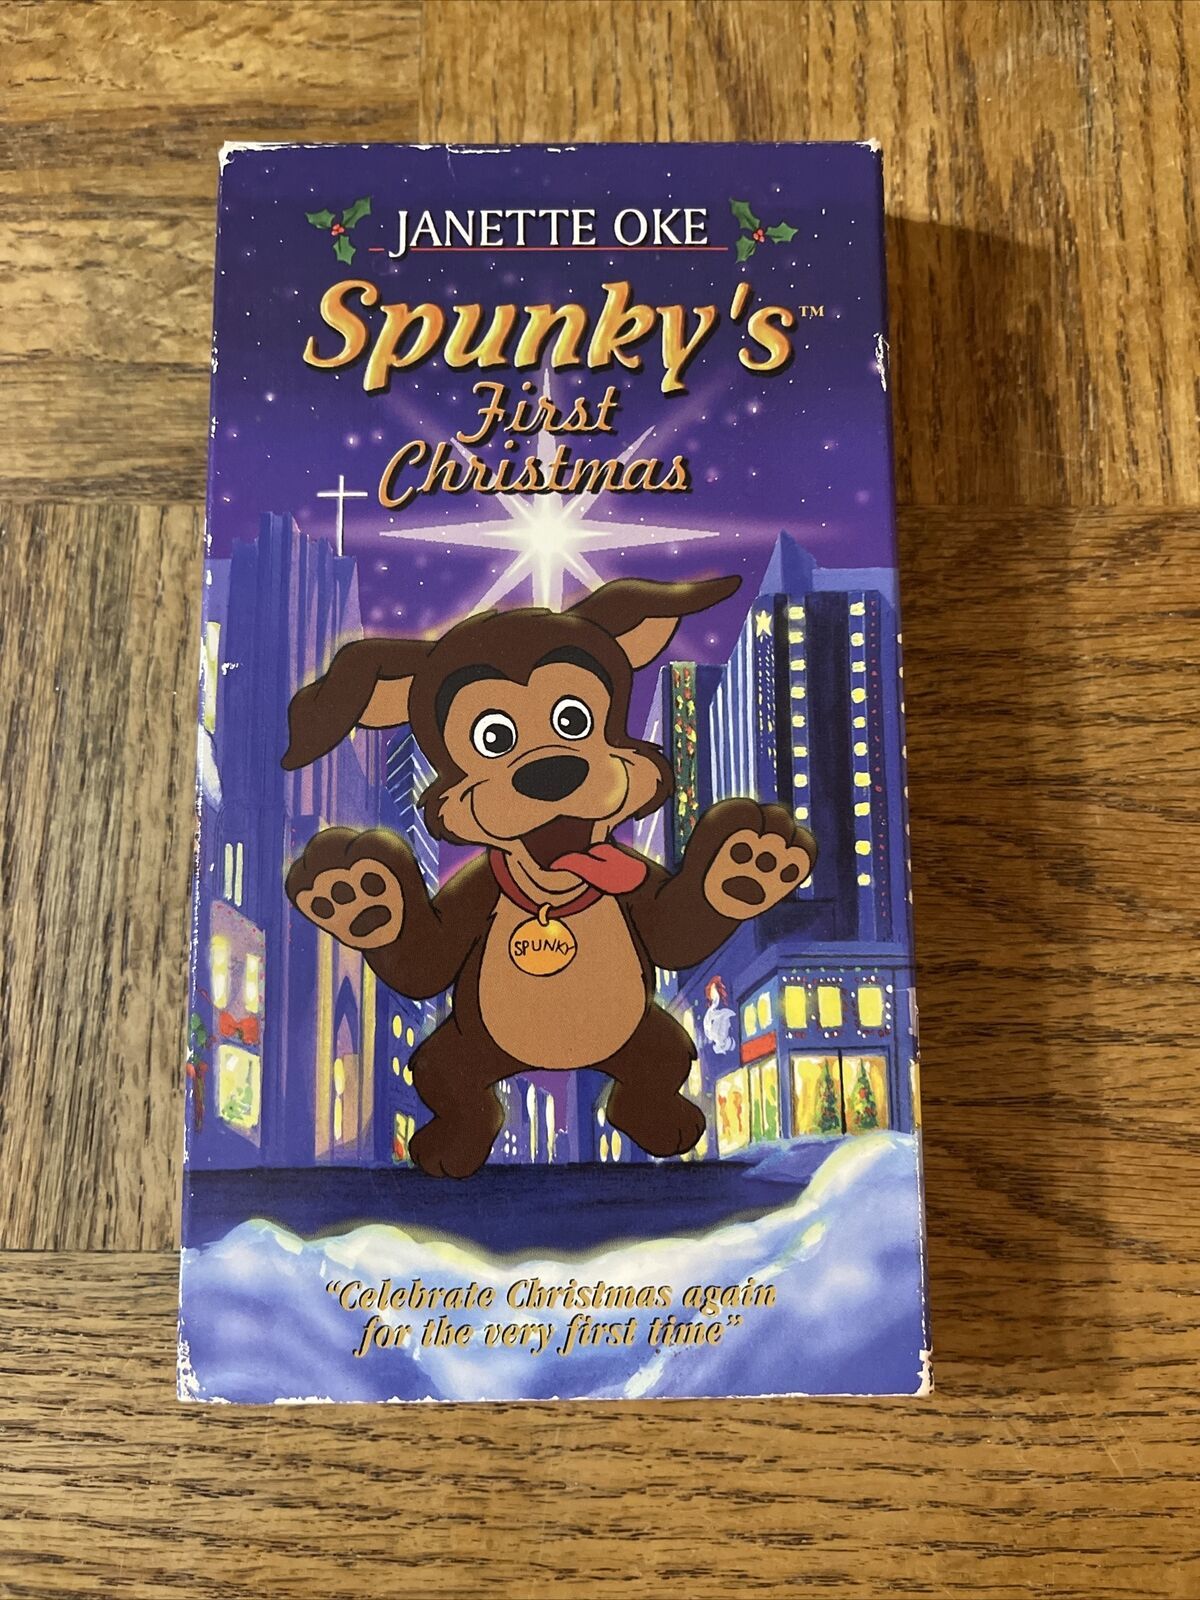 JANETTE OKE
Spunky's™
First
Christmas
SPUNKY
"Celebrate Christmas again
for the very first time"